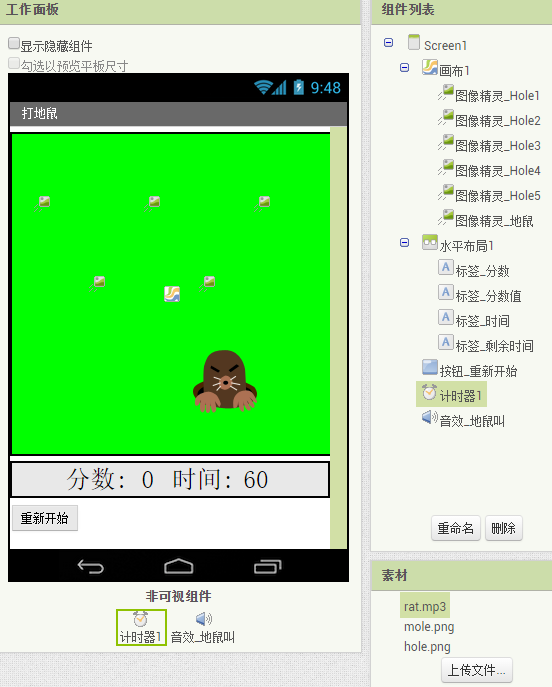 工作面板
显示隐藏组件
勾选以预览平板尺寸
9:48
打地鼠
分数: 0 时间: 60
重新开始
非可视组件
计时器1 音效_地鼠叫
组件列表
Screen1
画布1
图像精灵_Hole1
图像精灵_Hole2
图像精灵_Hole3
图像精灵_Hole4
图像精灵_Hole5
图像精灵_地鼠
水平布局1
A 标签_分数
A 标签_分数值
A 标签_时间
A 标签_剩余时间
按钮_重新开始
计时器1
音效_地鼠叫
重命名 删除
素材
rat.mp3
mole.png
hole.png
上传文件...